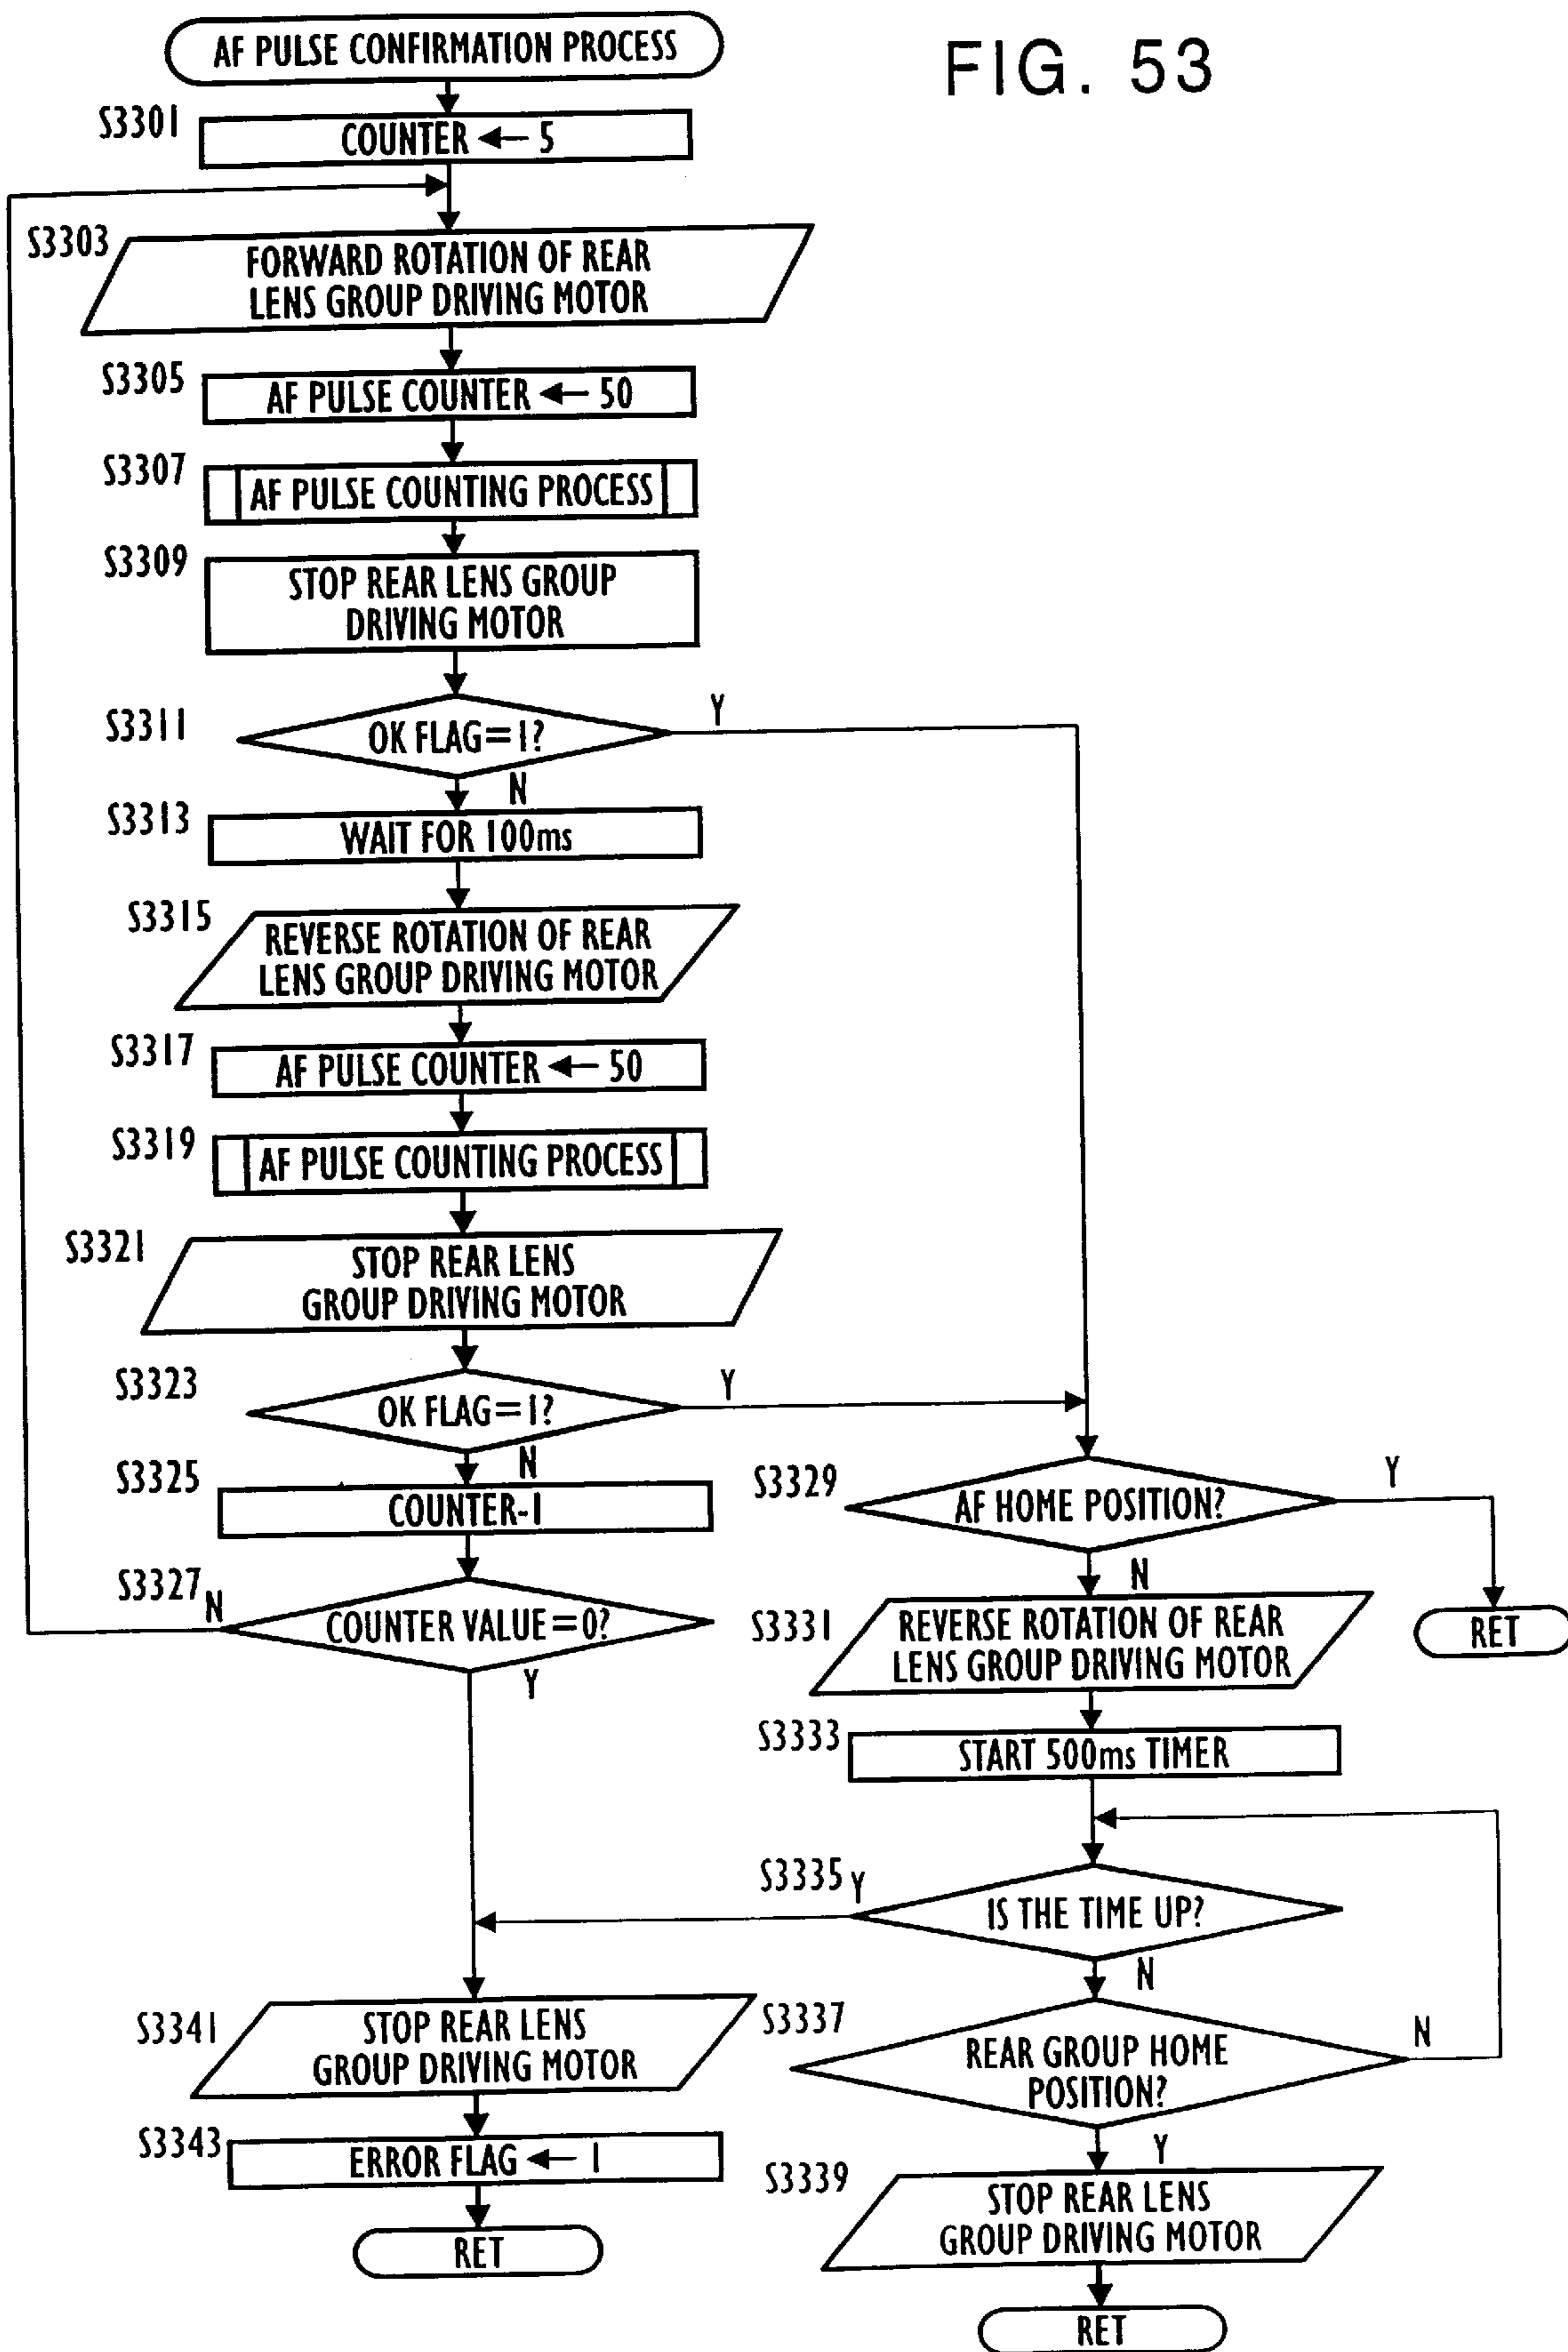 AF PULSE CONFIRMATION PROCESS
FIG. 53
S3301
COUNTER ← 5
S3303
FORWARD ROTATION OF REAR
LENS GROUP DRIVING MOTOR
S3305
AF PULSE COUNTER ← 50
S3307
AF PULSE COUNTING PROCESS
S3309
STOP REAR LENS GROUP
DRIVING MOTOR
S3311
OK FLAG=1?
Y
N
S3313
WAIT FOR 100ms
S3315
REVERSE ROTATION OF REAR
LENS GROUP DRIVING MOTOR
S3317
AF PULSE COUNTER ← 50
S3319
AF PULSE COUNTING PROCESS
S3321
STOP REAR LENS
GROUP DRIVING MOTOR
S3323
OK FLAG=1?
Y
N
S3325
COUNTER-1
S3327
N
COUNTER VALUE=0?
Y
S3329
AF HOME POSITION?
Y
RET
N
S3331
REVERSE ROTATION OF REAR
LENS GROUP DRIVING MOTOR
S3333
START 500ms TIMER
S3335
Y
IS THE TIME UP?
N
S3337
REAR GROUP HOME
POSITION?
N
Y
S3339
STOP REAR LENS
GROUP DRIVING MOTOR
RET
S3341
STOP REAR LENS
GROUP DRIVING MOTOR
S3343
ERROR FLAG ← 1
RET